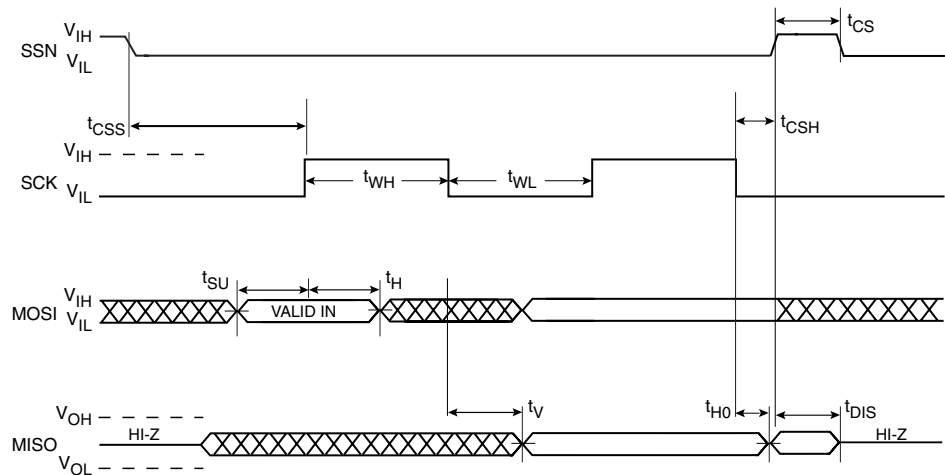 V_IH
SSN
V_IL
t_CS
t_CSS
t_CSH
V_IH
SCK
V_IL
t_WH
t_WL
t_SU
t_H
V_IH
MOSI
V_IL
VALID IN
V_OH
t_V
t_H0
t_DIS
MISO
HI-Z
HI-Z
V_OL